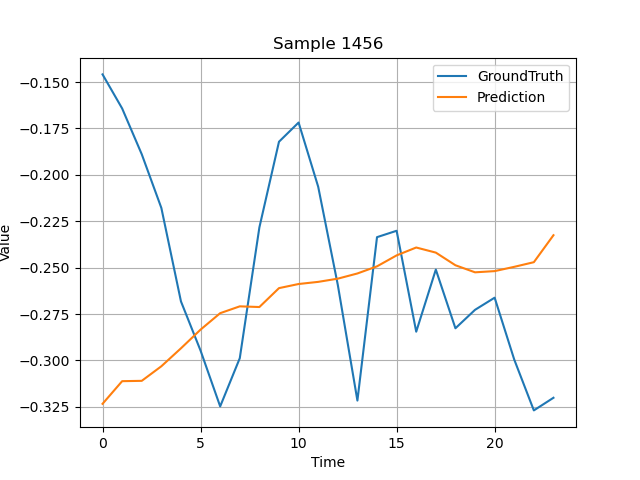 Sample 1456
GroundTruth
Prediction
−0.150
−0.175
−0.200
−0.225
−0.250
−0.275
−0.300
−0.325
Value
0 5 10 15 20
Time